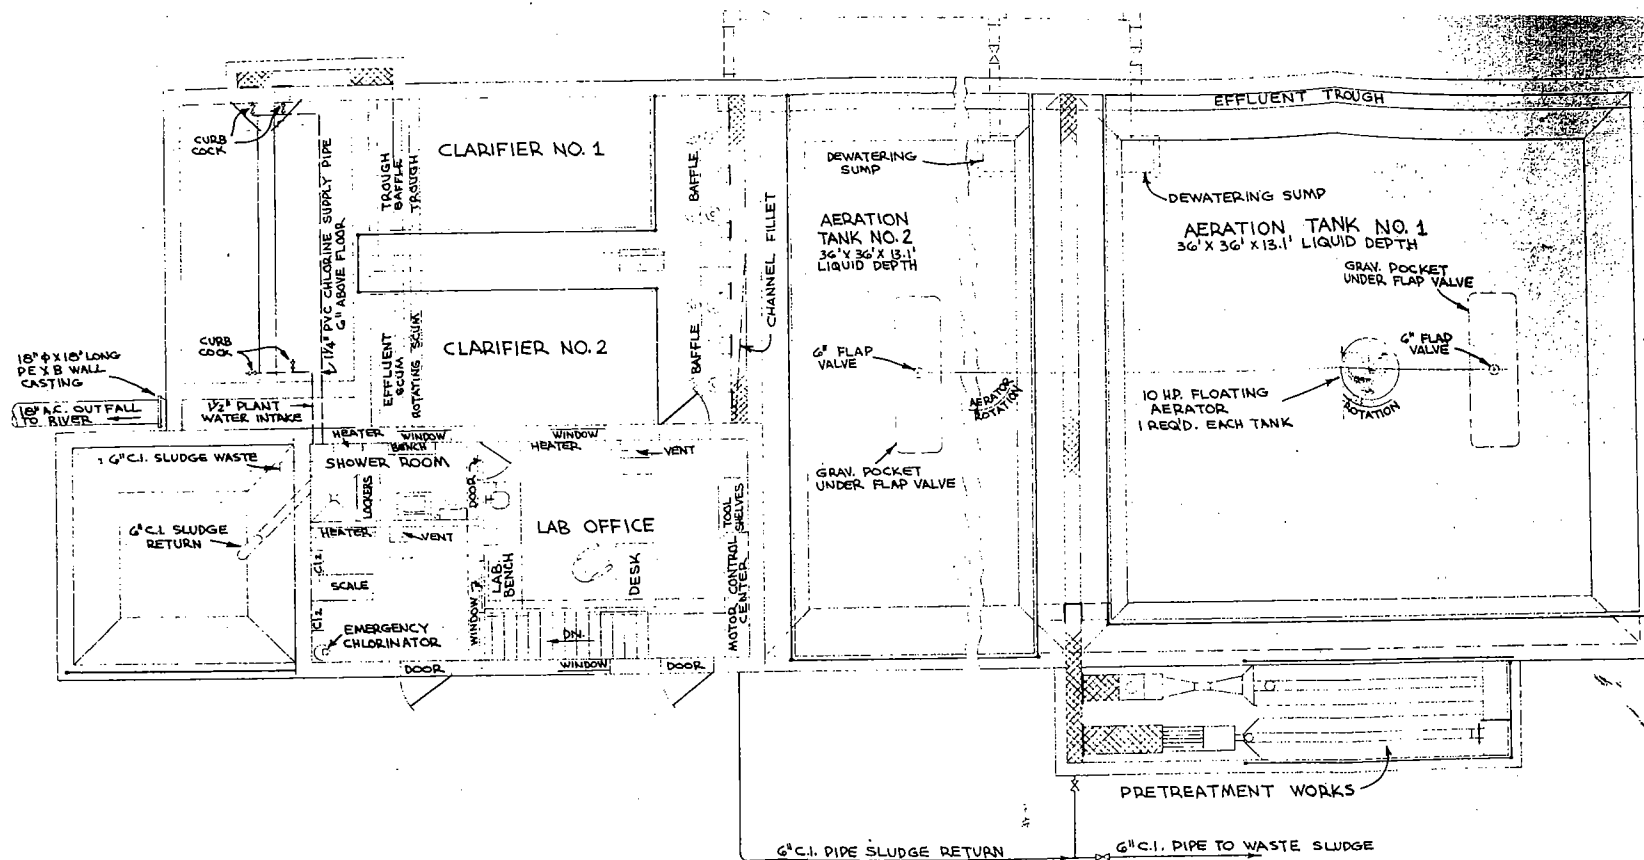 EFFLUENT TROUGH
CURB
COCK
1¼" PVC CHLORINE SUPPLY PIPE
6" ABOVE FLOOR
TROUGH
BAFFLE
TROUGH
CLARIFIER NO. 1
BAFFLE
CHANNEL FILLET
DEWATERING
SUMP
AERATION
TANK NO. 2
36' X 36' X 13.1'
LIQUID DEPTH
DEWATERING SUMP
AERATION TANK NO. 1
36' X 36' X 13.1' LIQUID DEPTH
GRAV. POCKET
UNDER FLAP VALVE
CURB
COCK
EFFLUENT
SCUM
ROTATING SCUM
CLARIFIER NO. 2
BAFFLE
6" FLAP
VALVE
AERATOR
ROTATION
6" FLAP
VALVE
10 HP. FLOATING
AERATOR
1 REQ'D. EACH TANK
ROTATION
18" Φ X 18" LONG
PE X B WALL
CASTING
18" A.C. OUTFALL
TO RIVER
1½" PLANT
WATER INTAKE
HEATER
WINDOW
BENCH
WINDOW
HEATER
VENT
6" C.I. SLUDGE WASTE
SHOWER ROOM
LOCKERS
DOOR
GRAV. POCKET
UNDER FLAP VALVE
6" C.I. SLUDGE
RETURN
HEATER
VENT
LAB OFFICE
TOOL
SHELVES
Cl2
SCALE
LAB.
BENCH
DESK
MOTOR CONTROL
CENTER
Cl2
EMERGENCY
CHLORINATOR
WINDOW
DN.
DOOR
WINDOW
DOOR
PRETREATMENT WORKS
6" C.I. PIPE SLUDGE RETURN
6" C.I. PIPE TO WASTE SLUDGE